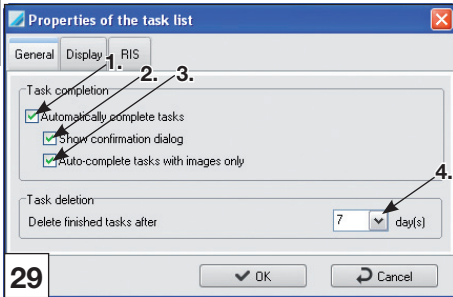 Properties of the task list
General Display RIS
1.
2.
3.
Task completion
Automatically complete tasks
Show confirmation dialog
Auto-complete tasks with images only
4.
Task deletion
Delete finished tasks after 7 day(s)
29
OK Cancel